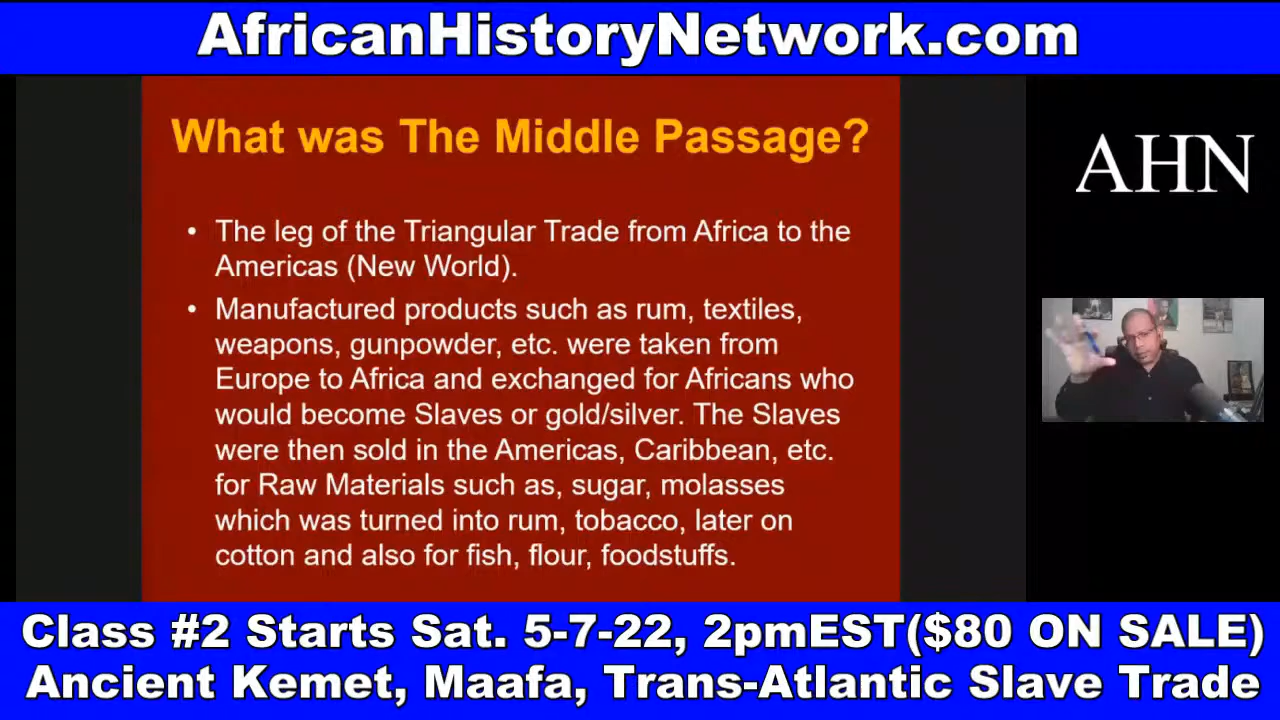 AfricanHistoryNetwork.com
What was The Middle Passage?
AHN
• The leg of the Triangular Trade from Africa to the
Americas (New World).
• Manufactured products such as rum, textiles,
weapons, gunpowder, etc. were taken from
Europe to Africa and exchanged for Africans who
would become Slaves or gold/silver. The Slaves
were then sold in the Americas, Caribbean, etc.
for Raw Materials such as, sugar, molasses
which was turned into rum, tobacco, later on
cotton and also for fish, flour, foodstuffs.
Class #2 Starts Sat. 5-7-22, 2pmEST($80 ON SALE)
Ancient Kemet, Maafa, Trans-Atlantic Slave Trade